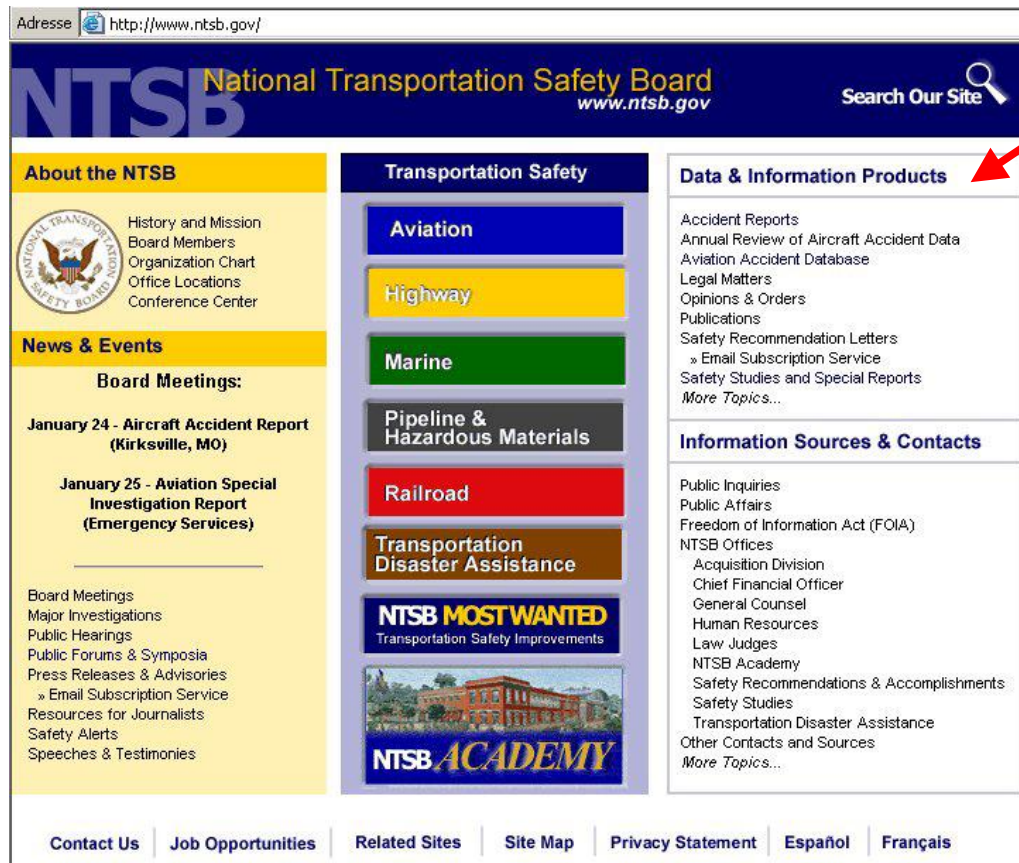 Adresse http://www.ntsb.gov/
NTSB
National Transportation Safety Board
www.ntsb.gov
Search Our Site
About the NTSB
NATIONAL TRANSPORTATION SAFETY BOARD
History and Mission
Board Members
Organization Chart
Office Locations
Conference Center
News & Events
Board Meetings:
January 24 - Aircraft Accident Report
(Kirksville, MO)
January 25 - Aviation Special
Investigation Report
(Emergency Services)
Board Meetings
Major Investigations
Public Hearings
Public Forums & Symposia
Press Releases & Advisories
» Email Subscription Service
Resources for Journalists
Safety Alerts
Speeches & Testimonies
Transportation Safety
Aviation
Highway
Marine
Pipeline &
Hazardous Materials
Railroad
Transportation
Disaster Assistance
NTSB MOST WANTED
Transportation Safety Improvements
NTSB ACADEMY
Data & Information Products
Accident Reports
Annual Review of Aircraft Accident Data
Aviation Accident Database
Legal Matters
Opinions & Orders
Publications
Safety Recommendation Letters
» Email Subscription Service
Safety Studies and Special Reports
More Topics...
Information Sources & Contacts
Public Inquiries
Public Affairs
Freedom of Information Act (FOIA)
NTSB Offices
Acquisition Division
Chief Financial Officer
General Counsel
Human Resources
Law Judges
NTSB Academy
Safety Recommendations & Accomplishments
Safety Studies
Transportation Disaster Assistance
Other Contacts and Sources
More Topics...
Contact Us Job Opportunities Related Sites Site Map Privacy Statement Español Français